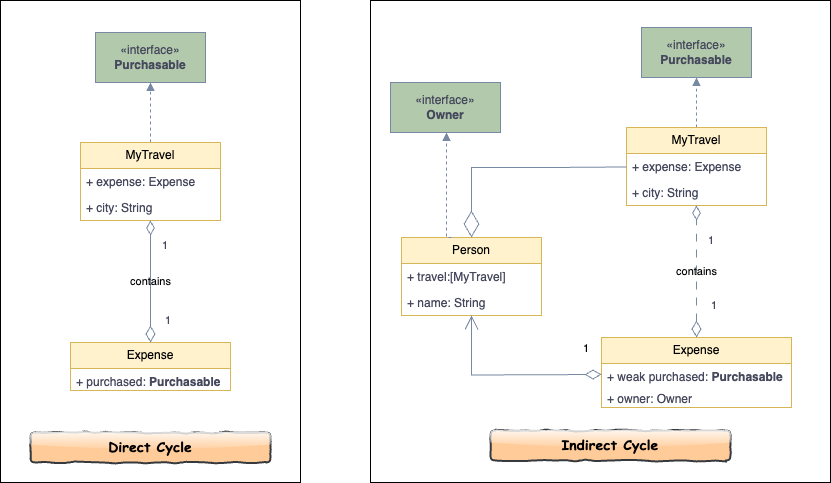 «interface»
Purchasable
MyTravel
+ expense: Expense
+ city: String
1
contains
1
Expense
+ purchased: Purchasable
Direct Cycle
«interface»
Purchasable
«interface»
Owner
MyTravel
+ expense: Expense
+ city: String
Person
+ travel:[MyTravel]
+ name: String
1
contains
1
1
Expense
+ weak purchased: Purchasable
+ owner: Owner
Indirect Cycle